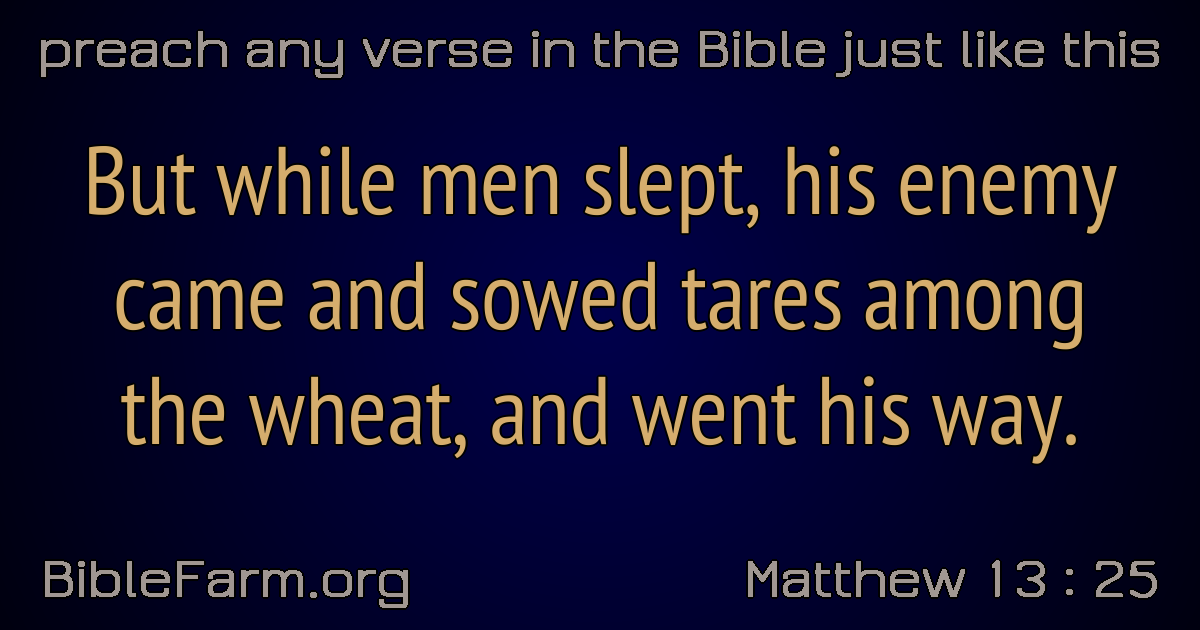 preach any verse in the Bible just like this
But while men slept, his enemy
came and sowed tares among
the wheat, and went his way.
BibleFarm.org
Matthew 13 : 25